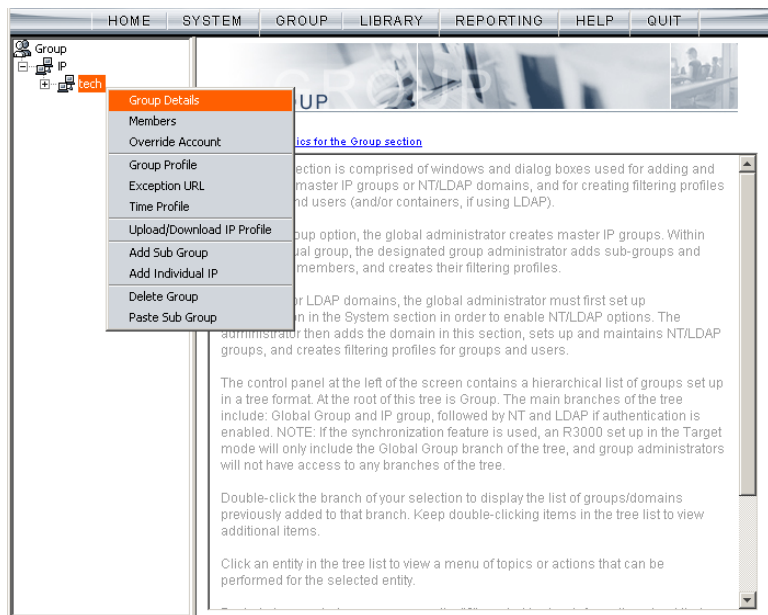 HOME SYSTEM GROUP LIBRARY REPORTING HELP QUIT
Group
IP
tech
Group Details
Members
Override Account
Group Profile
Exception URL
Time Profile
Upload/Download IP Profile
Add Sub Group
Add Individual IP
Delete Group
Paste Sub Group
GROUP
UP
ics for the Group section
ection is comprised of windows and dialog boxes used for adding and
master IP groups or NT/LDAP domains, and for creating filtering profiles
nd users (and/or containers, if using LDAP).
oup option, the global administrator creates master IP groups. Within
ual group, the designated group administrator adds sub-groups and
members, and creates their filtering profiles.
or LDAP domains, the global administrator must first set up
on in the System section in order to enable NT/LDAP options. The
administrator then adds the domain in this section, sets up and maintains NT/LDAP
groups, and creates filtering profiles for groups and users.
The control panel at the left of the screen contains a hierarchical list of groups set up
in a tree format. At the root of this tree is Group. The main branches of the tree
include: Global Group and IP group, followed by NT and LDAP if authentication is
enabled. NOTE: If the synchronization feature is used, an R3000 set up in the Target
mode will only include the Global Group branch of the tree, and group administrators
will not have access to any branches of the tree.
Double-click the branch of your selection to display the list of groups/domains
previously added to that branch. Keep double-clicking items in the tree list to view
additional items.
Click an entity in the tree list to view a menu of topics or actions that can be
performed for the selected entity.